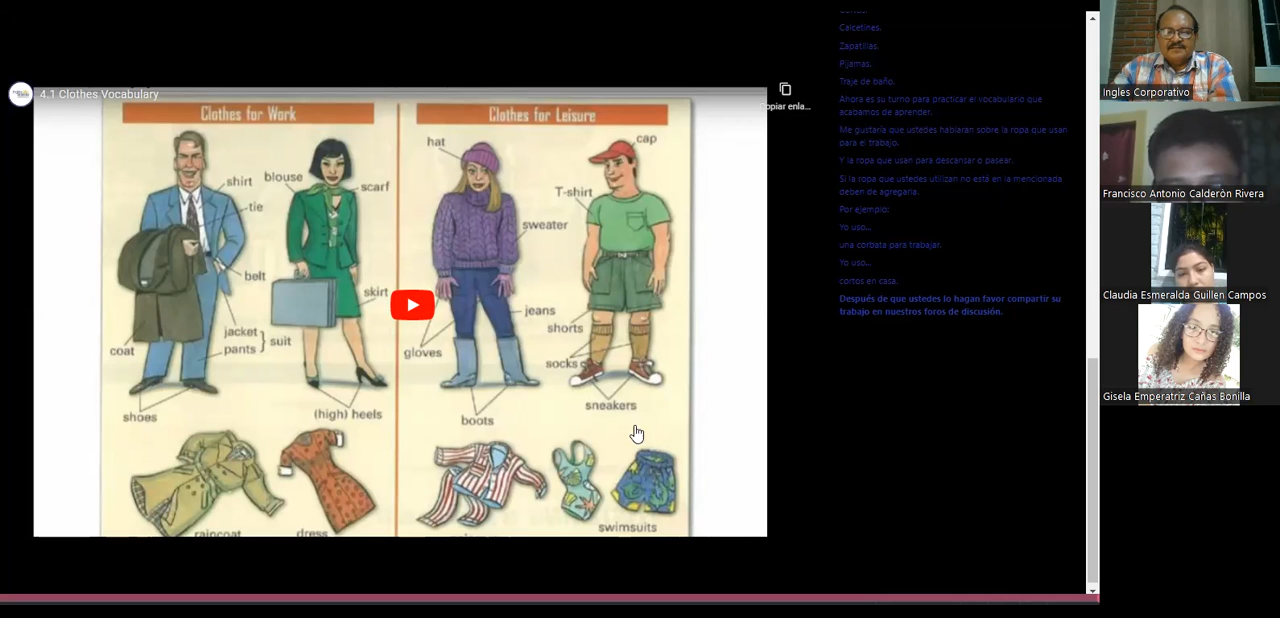 4.1 Clothes Vocabulary
Copiar enla...
Clothes for Work
Clothes for Leisure
hat
cap
shirt
blouse
scarf
T-shirt
tie
sweater
belt
skirt
jeans
shorts
jacket
pants
suit
coat
gloves
socks
shoes
(high) heels
boots
sneakers
raincoat
dress
swimsuits
Calcetines.
Zapatillas.
Pijamas.
Traje de baño.
Ahora es su turno para practicar el vocabulario que
acabamos de aprender.
Me gustaría que ustedes hablaran sobre la ropa que usan
para el trabajo.
Y la ropa que usan para descansar o pasear.
Si la ropa que ustedes utilizan no está en la mencionada
deben de agregarla.
Por ejemplo:
Yo uso...
una corbata para trabajar.
Yo uso...
cortos en casa.
Después de que ustedes lo hagan favor compartir su
trabajo en nuestros foros de discusión.
Ingles Corporativo
Francisco Antonio Calderòn Rivera
Claudia Esmeralda Guillen Campos
Gisela Emperatriz Cañas Bonilla